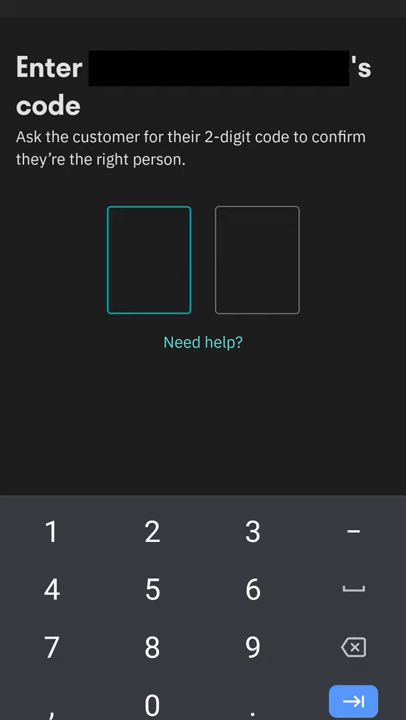 Enter 's
code
Ask the customer for their 2-digit code to confirm
they're the right person.
Need help?
1 2 3 –
4 5 6
7 8 9
, 0 .